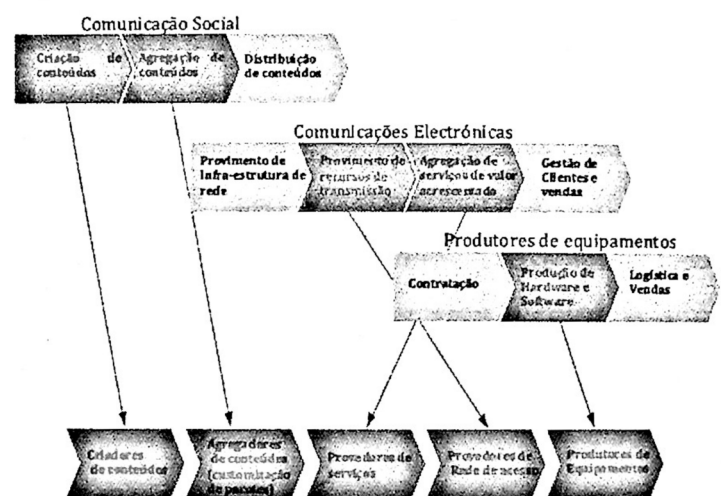 Comunicação Social
Criação de
conteúdos
Agregação de
conteúdos
Distribuição
de conteúdos
Comunicações Electrónicas
Provimento de
Infra-estrutura de
rede
Provimento de
recursos de
transmissão
Agregação de
serviços de valor
acrescentado
Gestão de
Clientes e
vendas
Produtores de equipamentos
Contratação
Produção de
Hardware e
Software
Logística e
Vendas
Criadores
de conteúdos
Agregadores
de conteúdos
(customização
de pacotes)
Provedores de
serviços
Provedores de
Rede de acesso
Produtores de
Equipamentos